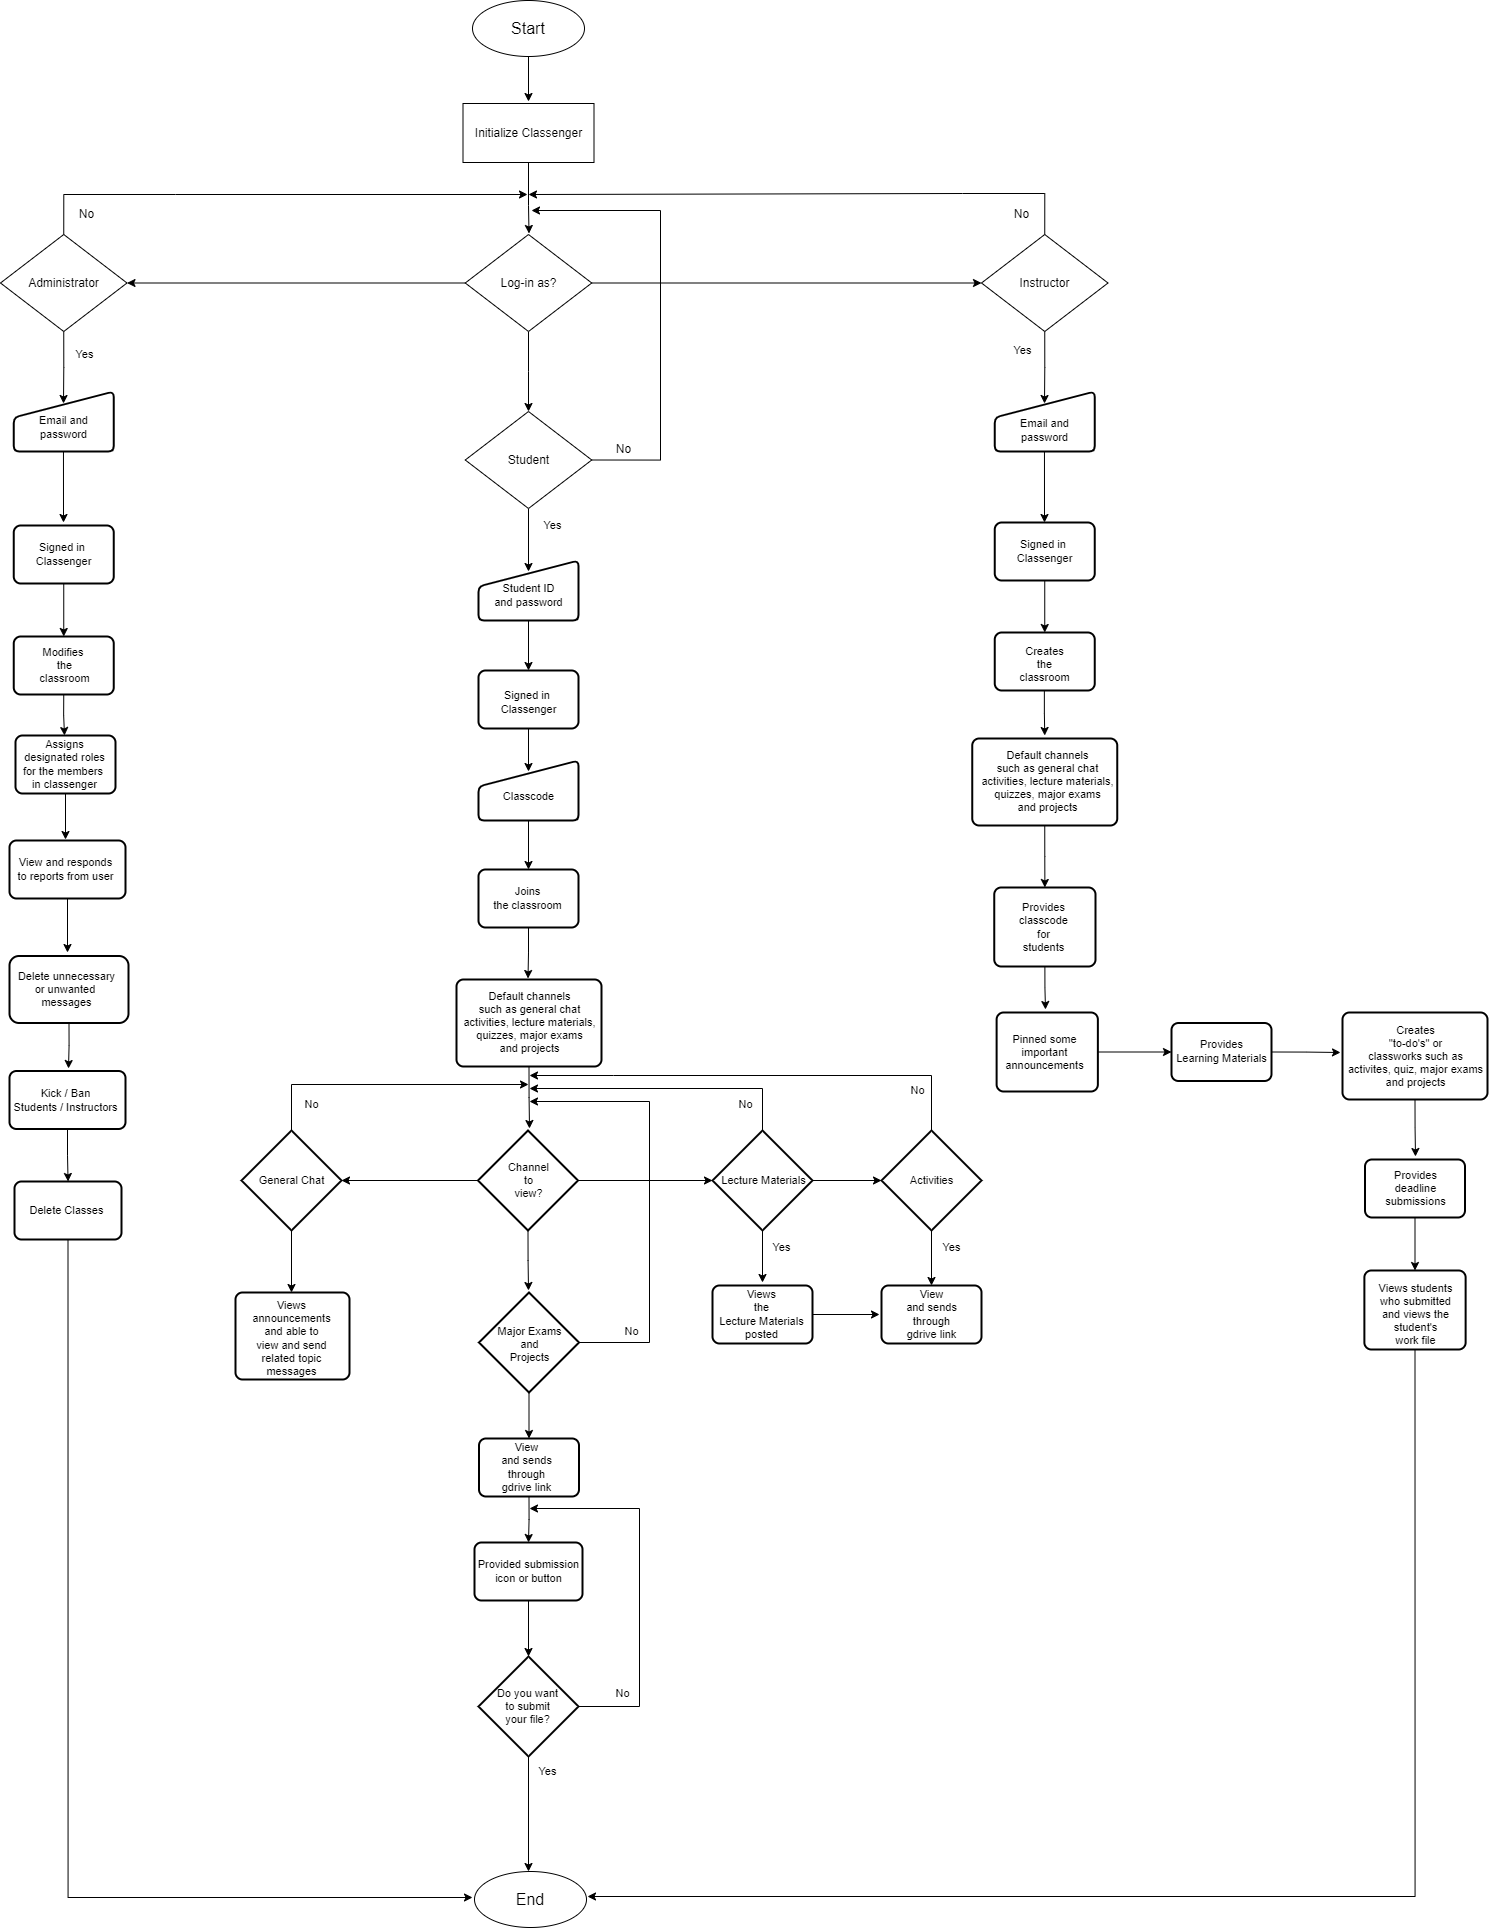 Start
Initialize Classenger
No
No
Administrator
Log-in as?
Instructor
Yes
Yes
Email and
password
Email and
password
Student
No
Yes
Signed in
Classenger
Signed in
Classenger
Student ID
and password
Modifies
the
classroom
Creates
the
classroom
Signed in
Classenger
Assigns
designated roles
for the members
in classenger
Default channels
such as general chat
activities, lecture materials,
quizzes, major exams
and projects
Classcode
View and responds
to reports from user
Joins
the classroom
Provides
classcode
for
students
Delete unnecessary
or unwanted
messages
Default channels
such as general chat
activities, lecture materials,
quizzes, major exams
and projects
Pinned some
important
announcements
Provides
Learning Materials
Creates
"to-do's" or
classworks such as
activites, quiz, major exams
and projects
Kick / Ban
Students / Instructors
No
No
No
General Chat
Channel
to
view?
Lecture Materials
Activities
Provides
deadline
submissions
Delete Classes
Yes
Yes
Views
announcements
and able to
view and send
related topic
messages
Major Exams
and
Projects
No
Views
the
Lecture Materials
posted
View
and sends
through
gdrive link
Views students
who submitted
and views the
student's
work file
View
and sends
through
gdrive link
Provided submission
icon or button
Do you want
to submit
your file?
No
Yes
End